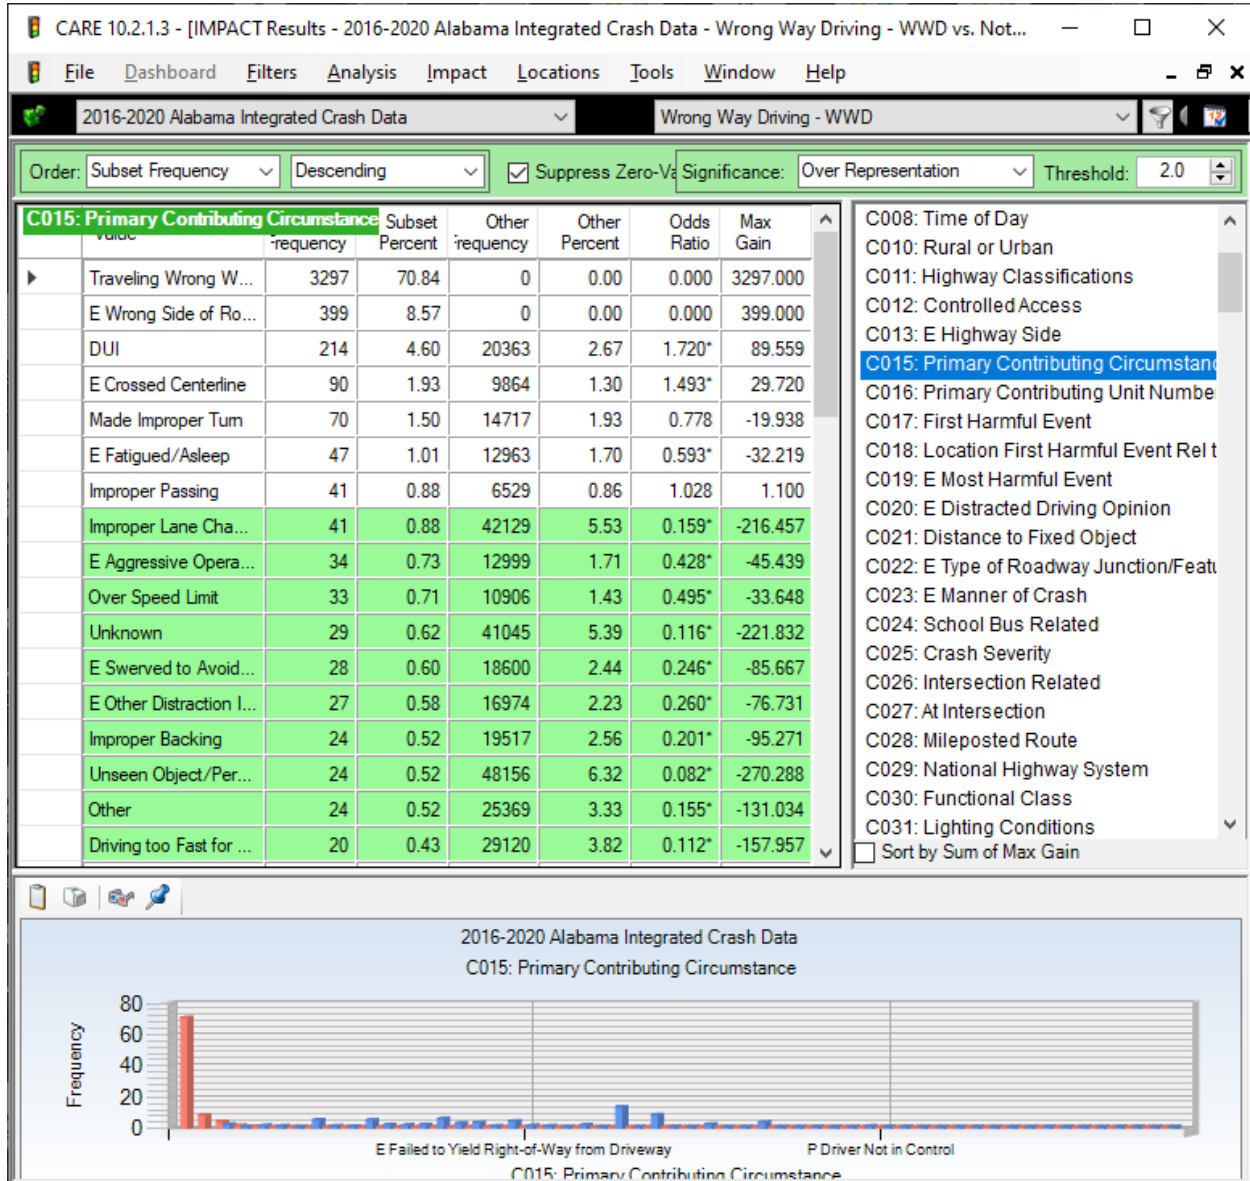 CARE 10.2.1.3 - [IMPACT Results - 2016-2020 Alabama Integrated Crash Data - Wrong Way Driving - WWD vs. Not...
File Dashboard Filters Analysis Impact Locations Tools Window Help
2016-2020 Alabama Integrated Crash Data Wrong Way Driving - WWD
Order: Subset Frequency Descending Suppress Zero-Va Significance: Over Representation Threshold: 2.0
C015: Primary Contributing Circumstance Subset Other Other Odds Max
Frequency Percent Frequency Percent Ratio Gain
Traveling Wrong W... 3297 70.84 0 0.00 0.000 3297.000
E Wrong Side of Ro... 399 8.57 0 0.00 0.000 399.000
DUI 214 4.60 20363 2.67 1.720* 89.559
E Crossed Centerline 90 1.93 9864 1.30 1.493* 29.720
Made Improper Turn 70 1.50 14717 1.93 0.778 -19.938
E Fatigued/Asleep 47 1.01 12963 1.70 0.593* -32.219
Improper Passing 41 0.88 6529 0.86 1.028 1.100
Improper Lane Cha... 41 0.88 42129 5.53 0.159* -216.457
E Aggressive Opera... 34 0.73 12999 1.71 0.428* -45.439
Over Speed Limit 33 0.71 10906 1.43 0.495* -33.648
Unknown 29 0.62 41045 5.39 0.116* -221.832
E Swerved to Avoid... 28 0.60 18600 2.44 0.246* -85.667
E Other Distraction I... 27 0.58 16974 2.23 0.260* -76.731
Improper Backing 24 0.52 19517 2.56 0.201* -95.271
Unseen Object/Per... 24 0.52 48156 6.32 0.082* -270.288
Other 24 0.52 25369 3.33 0.155* -131.034
Driving too Fast for ... 20 0.43 29120 3.82 0.112* -157.957
C008: Time of Day
C010: Rural or Urban
C011: Highway Classifications
C012: Controlled Access
C013: E Highway Side
C015: Primary Contributing Circumstanc
C016: Primary Contributing Unit Numbe
C017: First Harmful Event
C018: Location First Harmful Event Rel t
C019: E Most Harmful Event
C020: E Distracted Driving Opinion
C021: Distance to Fixed Object
C022: E Type of Roadway Junction/Featu
C023: E Manner of Crash
C024: School Bus Related
C025: Crash Severity
C026: Intersection Related
C027: At Intersection
C028: Mileposted Route
C029: National Highway System
C030: Functional Class
C031: Lighting Conditions
Sort by Sum of Max Gain
2016-2020 Alabama Integrated Crash Data
C015: Primary Contributing Circumstance
Frequency
80
60
40
20
0
E Failed to Yield Right-of-Way from Driveway P Driver Not in Control
C015: Primary Contributing Circumstance